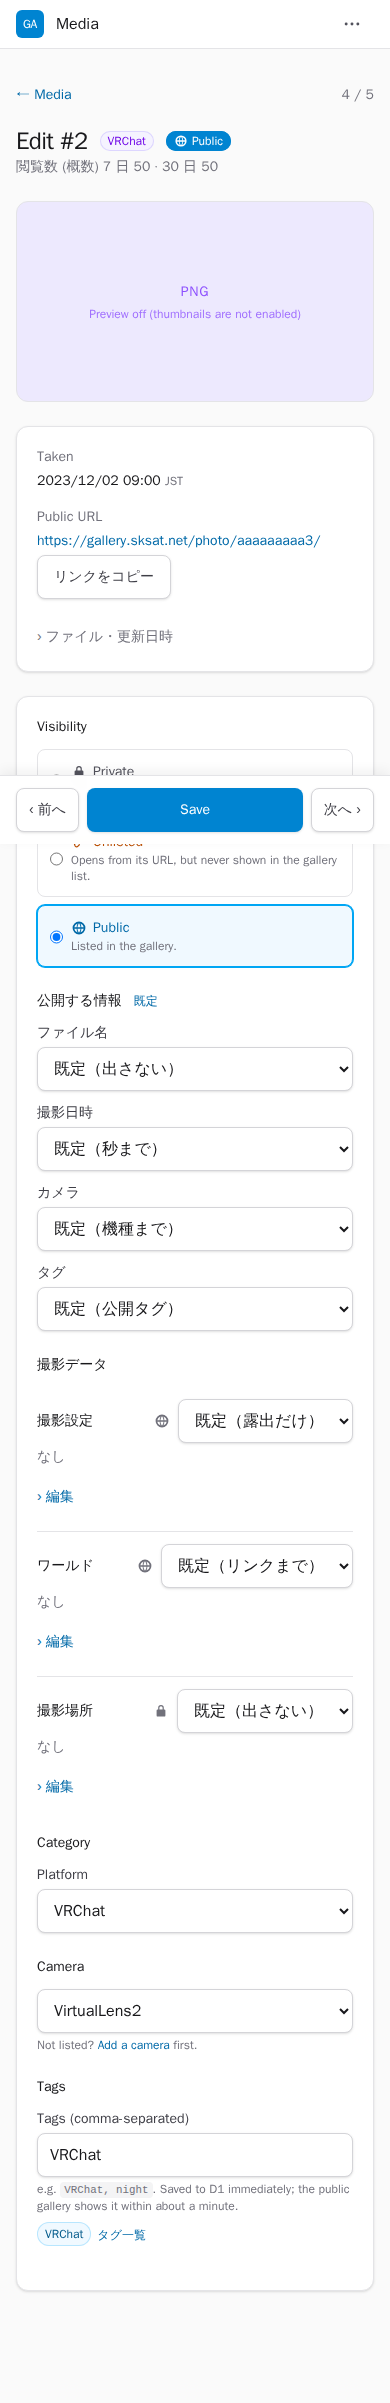 GA Media ...
← Media 4 / 5
Edit #2 VRChat Public
閲覧数 (概数) 7 日 50 · 30 日 50
PNG
Preview off (thumbnails are not enabled)
Taken
2023/12/02 09:00 JST
Public URL
https://gallery.sksat.net/photo/aaaaaaaaa3/
リンクをコピー
› ファイル・更新日時
Visibility
Private
‹ 前へ Save 次へ ›
Opens from its URL, but never shown in the gallery
list.
Public
Listed in the gallery.
公開する情報 既定
ファイル名
既定（出さない）
撮影日時
既定（秒まで）
カメラ
既定（機種まで）
タグ
既定（公開タグ）
撮影データ
撮影設定 既定（露出だけ）
なし
› 編集
ワールド 既定（リンクまで）
なし
› 編集
撮影場所 既定（出さない）
なし
› 編集
Category
Platform
VRChat
Camera
VirtualLens2
Not listed? Add a camera first.
Tags
Tags (comma-separated)
VRChat
e.g. VRChat, night. Saved to D1 immediately; the public
gallery shows it within about a minute.
VRChat タグ一覧